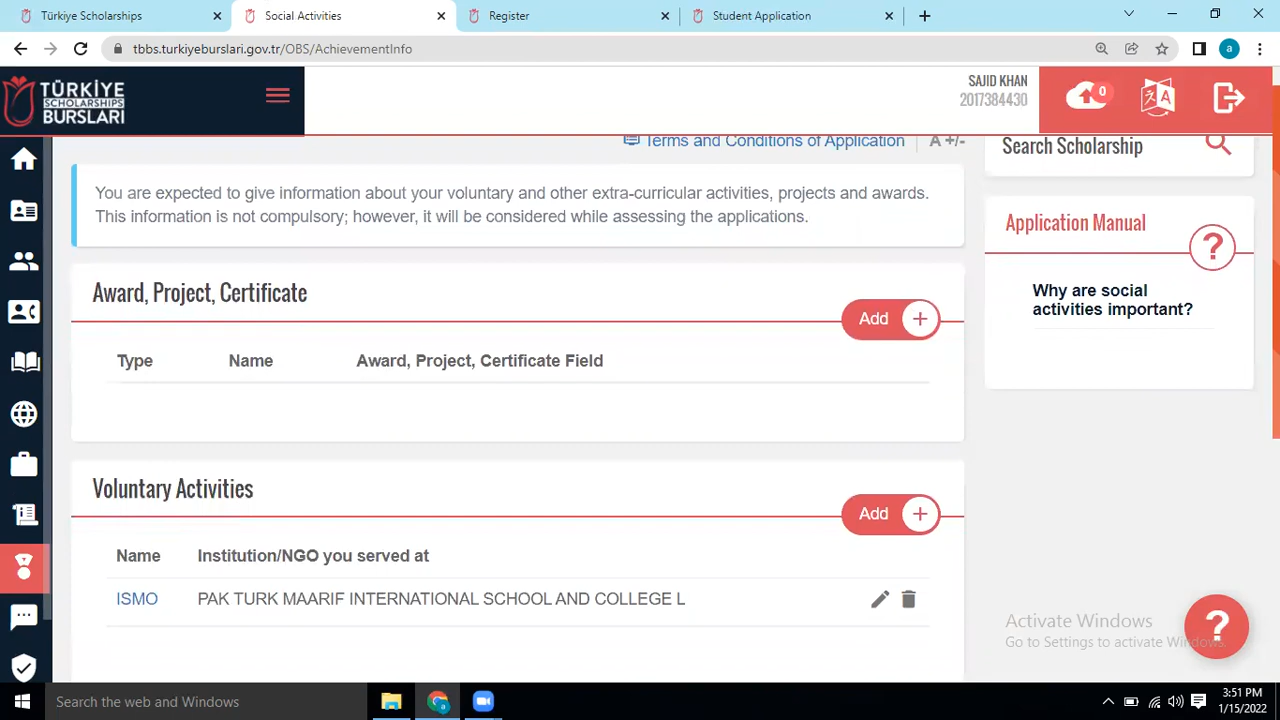 Türkiye Scholarships
Social Activities
Register
Student Application
tbbs.turkiyeburslari.gov.tr/OBS/AchievementInfo
a
TÜRKİYE
SCHOLARSHIPS
BURSLARI
SAJID KHAN
2017384430
0
A
Terms and Conditions of Application
A +/-
Search Scholarship
You are expected to give information about your voluntary and other extra-curricular activities, projects and awards.
This information is not compulsory; however, it will be considered while assessing the applications.
Application Manual
?
Why are social
activities important?
Award, Project, Certificate
Add +
Type Name Award, Project, Certificate Field
Voluntary Activities
Add +
Name Institution/NGO you served at
ISMO PAK TURK MAARIF INTERNATIONAL SCHOOL AND COLLEGE L
Activate Windows
Go to Settings to activate Windows.
?
Search the web and Windows
3:51 PM
1/15/2022